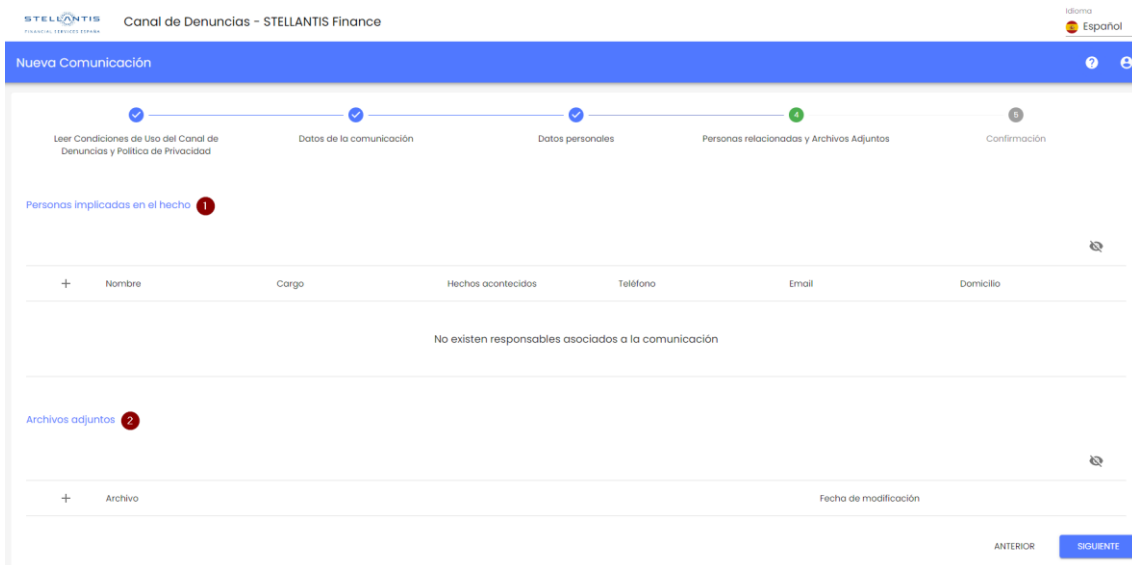 Idioma
STELLANTIS
FINANCIAL SERVICES ESPAÑA
Canal de Denuncias - STELLANTIS Finance
Español
Nueva Comunicación
?
4
5
Leer Condiciones de Uso del Canal de
Denuncias y Política de Privacidad
Datos de la comunicación
Datos personales
Personas relacionadas y Archivos Adjuntos
Confirmación
Personas implicadas en el hecho 1
+ Nombre Cargo Hechos acontecidos Teléfono Email Domicilio
No existen responsables asociados a la comunicación
Archivos adjuntos 2
+ Archivo Fecha de modificación
ANTERIOR SIGUIENTE